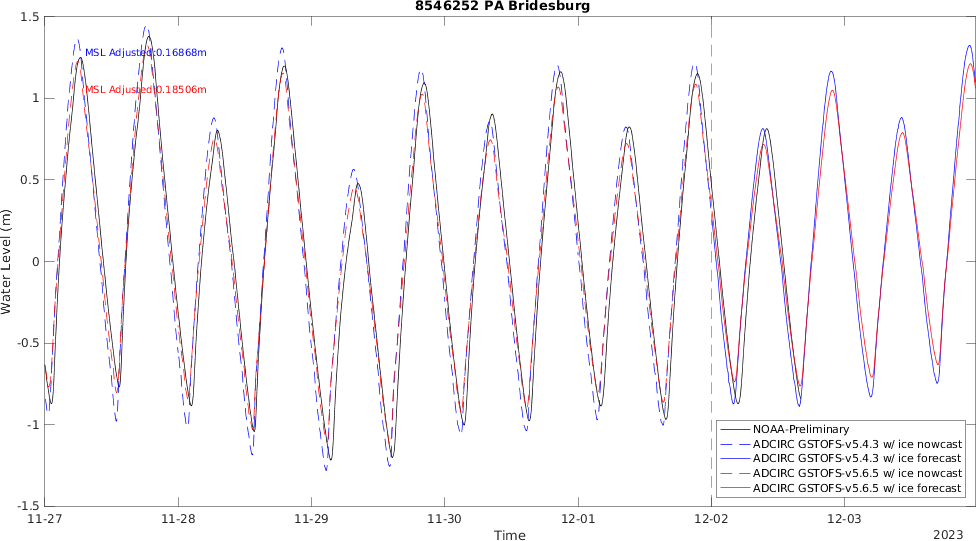 8546252 PA Bridesburg
1.5
1
0.5
0
-0.5
-1
-1.5
Water Level (m)
MSL Adjusted:0.16868m
MSL Adjusted:0.18506m
NOAA-Preliminary
ADCIRC GSTOFS-v5.4.3 w/ ice nowcast
ADCIRC GSTOFS-v5.4.3 w/ ice forecast
ADCIRC GSTOFS-v5.6.5 w/ ice nowcast
ADCIRC GSTOFS-v5.6.5 w/ ice forecast
11-27 11-28 11-29 11-30 12-01 12-02 12-03
Time
2023